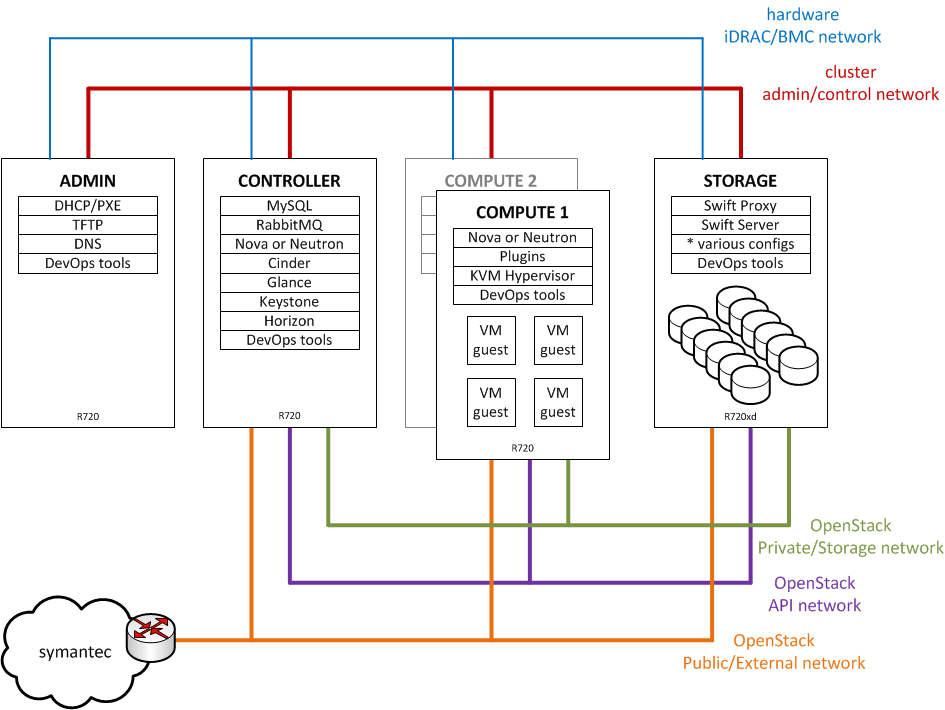 hardware
iDRAC/BMC network
cluster
admin/control network
ADMIN
DHCP/PXE
TFTP
DNS
DevOps tools
R720
CONTROLLER
MySQL
RabbitMQ
Nova or Neutron
Cinder
Glance
Keystone
Horizon
DevOps tools
R720
COMPUTE 2
COMPUTE 1
Nova or Neutron
Plugins
KVM Hypervisor
DevOps tools
VM
guest
VM
guest
VM
guest
VM
guest
R720
STORAGE
Swift Proxy
Swift Server
* various configs
DevOps tools
R720xd
OpenStack
Private/Storage network
OpenStack
API network
OpenStack
Public/External network
symantec